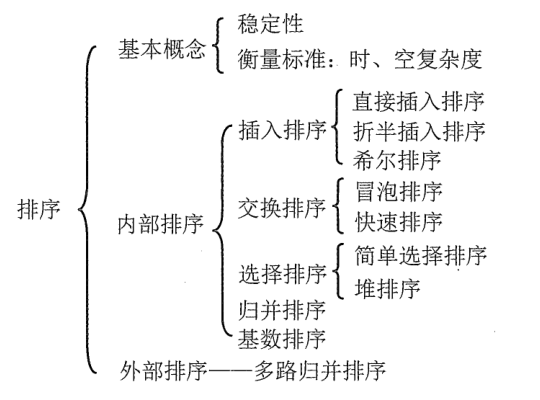 稳定性
基本概念
衡量标准：时、空复杂度
直接插入排序
插入排序
折半插入排序
希尔排序
冒泡排序
交换排序
快速排序
排序
内部排序
简单选择排序
选择排序
堆排序
归并排序
基数排序
外部排序——多路归并排序